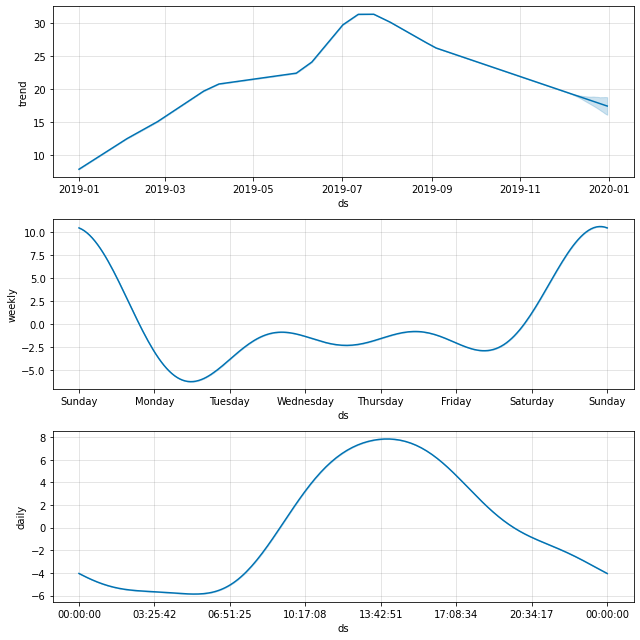 30
25
20
15
10
trend
2019-01 2019-03 2019-05 2019-07 2019-09 2019-11 2020-01
ds
10.0
7.5
5.0
2.5
0.0
−2.5
−5.0
weekly
Sunday Monday Tuesday Wednesday Thursday Friday Saturday Sunday
ds
8
6
4
2
0
−2
−4
−6
daily
00:00:00 03:25:42 06:51:25 10:17:08 13:42:51 17:08:34 20:34:17 00:00:00
ds